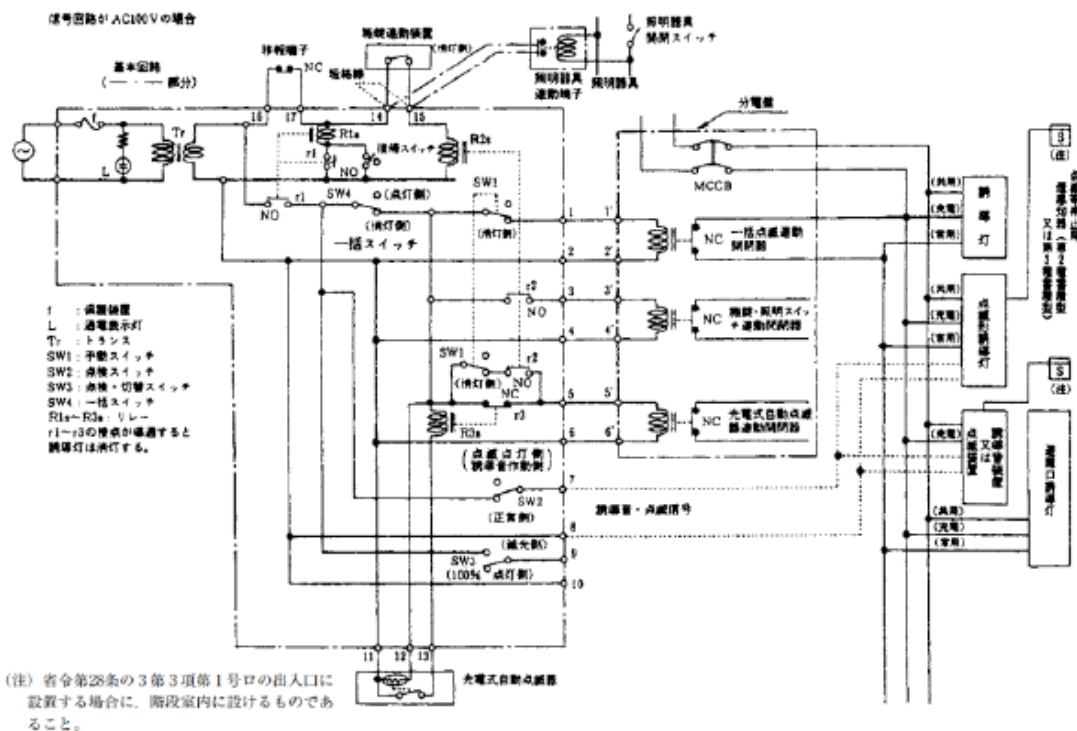 信号回路がAC100Vの場合
移報端子
NC
基本回路
(―・―・― 部分)
施錠連動装置
(消灯側)
短絡線
照明器具
連動端子
照明器具
照明器具
開閉スイッチ
16
17
14
15
f
L
Tr
R1s
r1
NO
復帰スイッチ
R2s
NO
r1
SW4
(点灯側)
(消灯側)
一括スイッチ
SW1
(消灯側)
分電盤
MCCB
1
1'
2
2'
NC
一括点滅連動
開閉器
r2
NO
3
3'
4
4'
NC
施錠・照明スイッ
チ連動開閉器
SW1
(消灯側)
r2
NO
NC
r3
R3s
5
5'
6
6'
NC
光電式自動点滅
器連動開閉器
(点滅点灯側
誘導音作動側)
SW2
(正常側)
7
誘導音・点滅信号
8
(減光側)
SW3
(100% 点灯側)
9
10
11
12
13
光電式自動点滅器
f : 保護装置
L : 通電表示灯
Tr : トランス
SW1 : 手動スイッチ
SW2 : 点検スイッチ
SW3 : 点検・切替スイッチ
SW4 : 一括スイッチ
R1s~R3s : リレー
r1~r3の接点が導通すると
誘導灯は消灯する。
(共用)
(充電)
(常用)
誘導灯
(共用)
(充電)
(常用)
点滅形誘導灯
S
(注)
S
(注)
(充電)
誘導音装置
又は
点滅装置
(共用)
(充電)
(常用)
避難口誘導灯
(注) 省令第28条の3第3項第1号ロの出入口に
設置する場合に、階段室内に設けるものであ
ること。